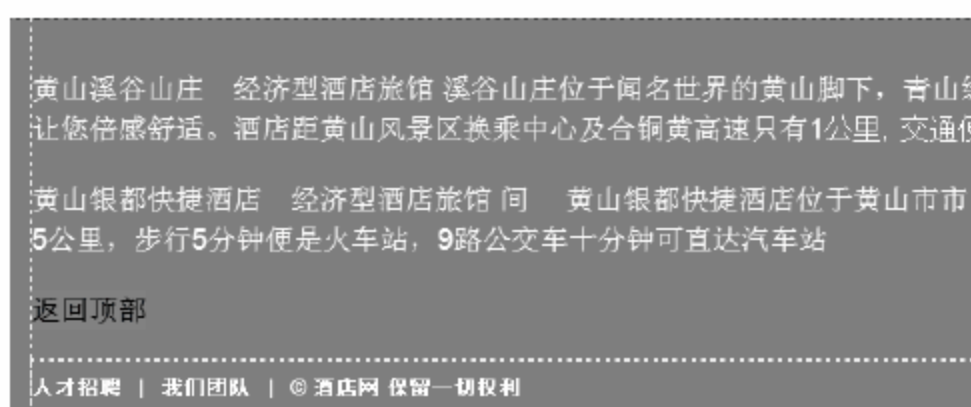 黄山溪谷山庄　经济型酒店旅馆 溪谷山庄位于闻名世界的黄山脚下，青山
让您倍感舒适。酒店距黄山风景区换乘中心及合铜黄高速只有1公里, 交通便
黄山银都快捷酒店　经济型酒店旅馆 间　黄山银都快捷酒店位于黄山市市
5公里，步行5分钟便是火车站，9路公交车十分钟可直达汽车站
返回顶部
人才招聘 | 我们团队 | © 酒店网 保留一切权利